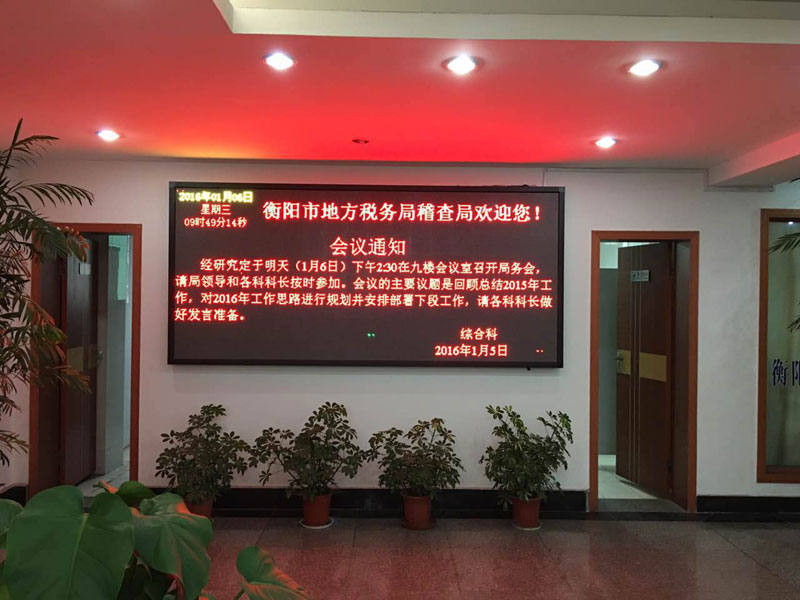 2016年01月06日
星期三
09时49分14秒
衡阳市地方税务局稽查局欢迎您！
会议通知
经研究定于明天（1月6日）下午2:30在九楼会议室召开局务会，
请局领导和各科科长按时参加。会议的主要议题是回顾总结2015年工
作，对2016年工作思路进行规划并安排部署下段工作，请各科科长做
好发言准备。
综合科
2016年1月5日
衡阳